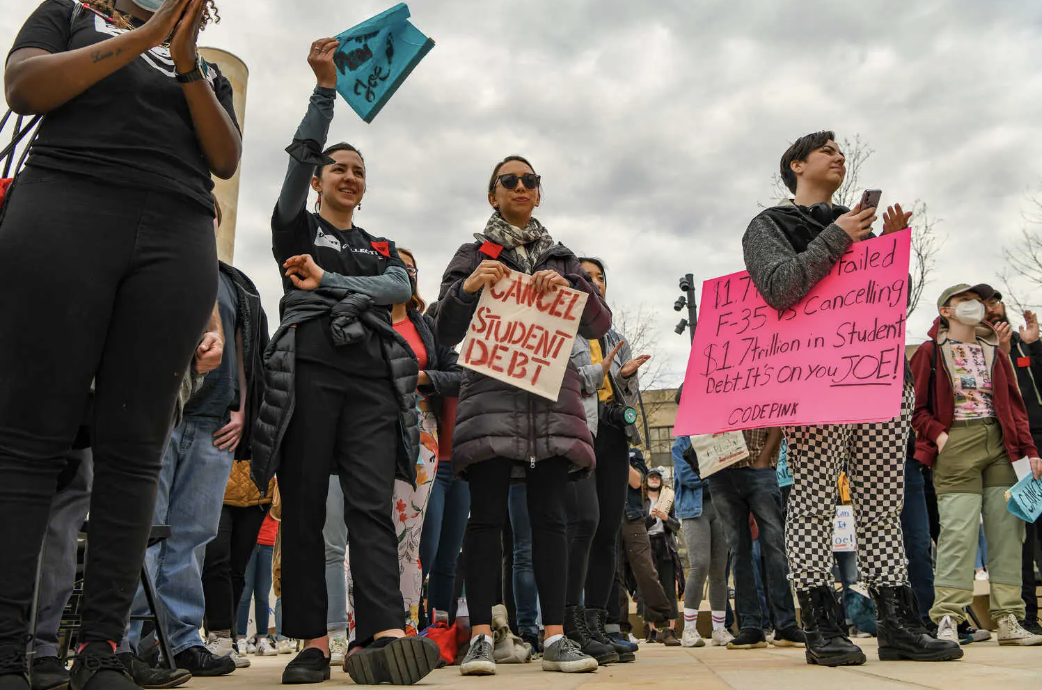 Joe!
CANCEL
STUDENT
DEBT
$1.7 Failed
F-35 vs Cancelling
$1.7 trillion in Student
Debt It's on you JOE!
CODEPINK